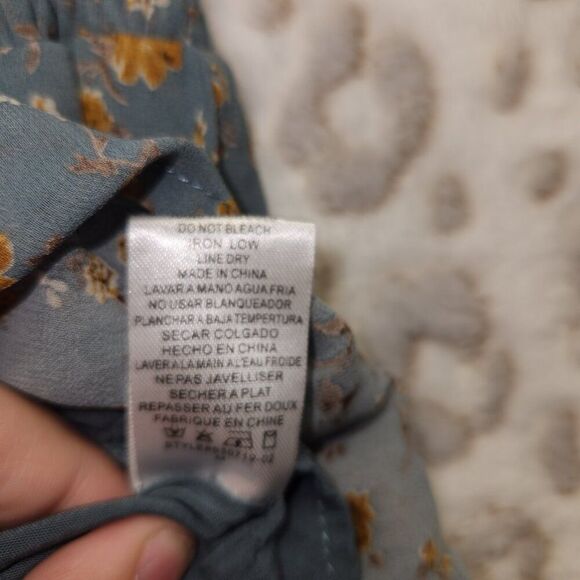 DO NOT BLEACH
IRON LOW
LINE DRY
MADE IN CHINA
LAVAR A MANO AGUA FRIA
NO USAR BLANQUEADOR
PLANCHAR A BAJA TEMPERTURA
SECAR COLGADO
HECHO EN CHINA
LAVER A LA MAIN A L'EAU FROIDE
NE PAS JAVELLISER
SECHER A PLAT
REPASSER AU FER DOUX
FABRIQUE EN CHINE